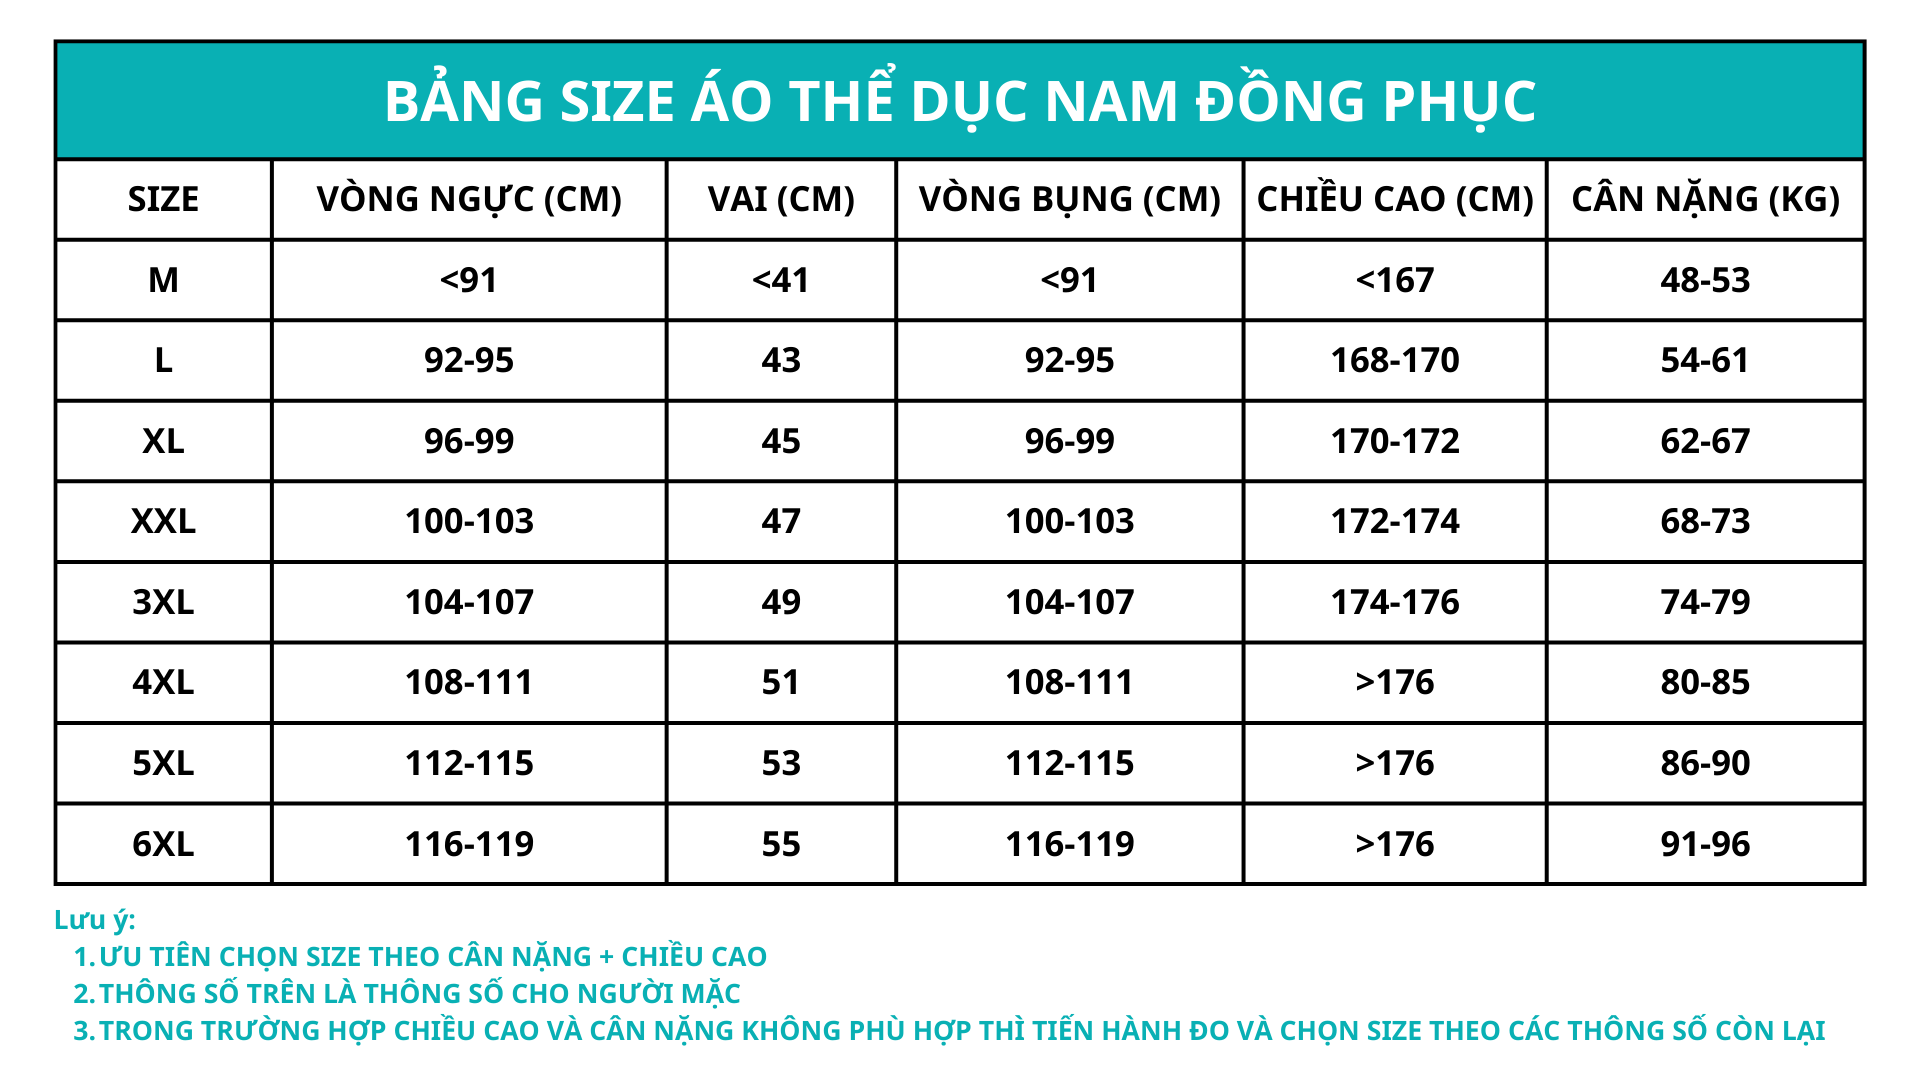 BẢNG SIZE ÁO THỂ DỤC NAM ĐỒNG PHỤC
SIZE VÒNG NGỰC (CM) VAI (CM) VÒNG BỤNG (CM) CHIỀU CAO (CM) CÂN NẶNG (KG)
M <91 <41 <91 <167 48-53
L 92-95 43 92-95 168-170 54-61
XL 96-99 45 96-99 170-172 62-67
XXL 100-103 47 100-103 172-174 68-73
3XL 104-107 49 104-107 174-176 74-79
4XL 108-111 51 108-111 >176 80-85
5XL 112-115 53 112-115 >176 86-90
6XL 116-119 55 116-119 >176 91-96
Lưu ý:
1. ƯU TIÊN CHỌN SIZE THEO CÂN NẶNG + CHIỀU CAO
2. THÔNG SỐ TRÊN LÀ THÔNG SỐ CHO NGƯỜI MẶC
3. TRONG TRƯỜNG HỢP CHIỀU CAO VÀ CÂN NẶNG KHÔNG PHÙ HỢP THÌ TIẾN HÀNH ĐO VÀ CHỌN SIZE THEO CÁC THÔNG SỐ CÒN LẠI